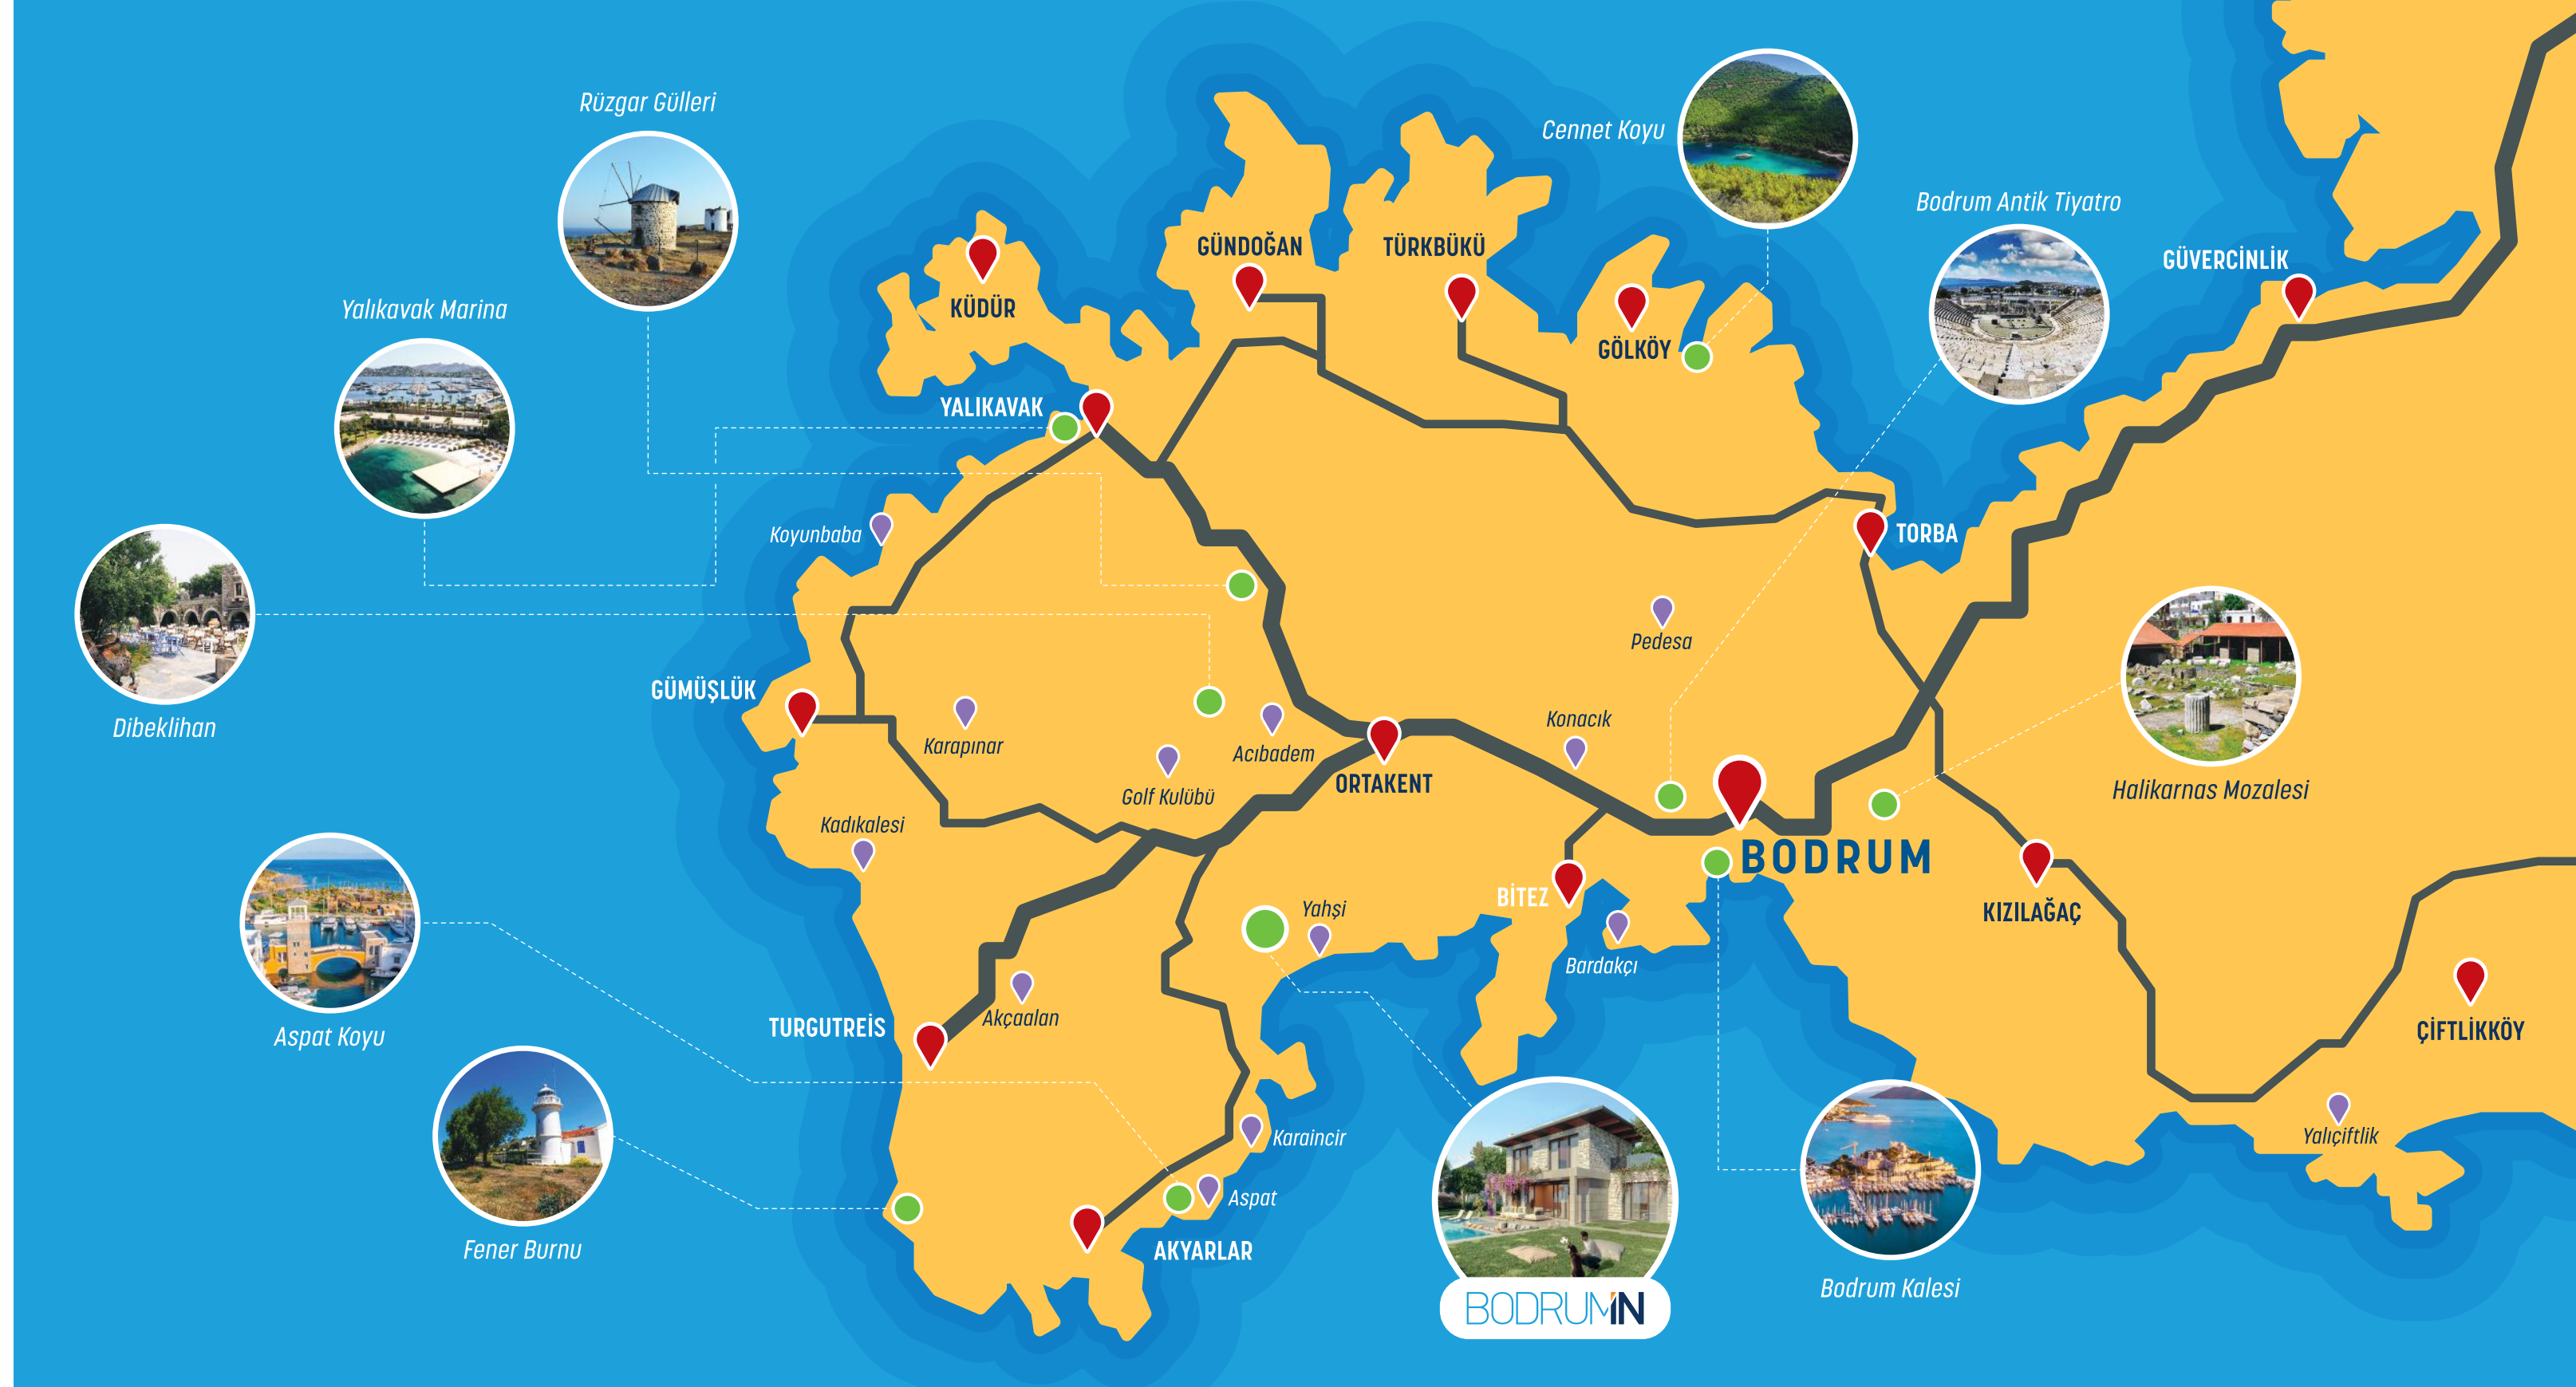 Rüzgar Gülleri
Cennet Koyu
Bodrum Antik Tiyatro
GÜNDOĞAN
TÜRKBÜKÜ
GÜVERCİNLİK
Yalıkavak Marina
KÜDÜR
GÖLKÖY
YALIKAVAK
Koyunbaba
TORBA
Pedesa
GÜMÜŞLÜK
Dibeklihan
Karapınar
Acıbadem
Konacık
ORTAKENT
Golf Kulübü
Halikarnas Mozalesi
Kadıkalesi
BODRUM
BİTEZ
Yahşi
KIZILAĞAÇ
Bardakçı
Akçaalan
TURGUTREİS
Aspat Koyu
ÇİFTLİKKÖY
Karaincir
Yalıçiftlik
Aspat
Fener Burnu
AKYARLAR
Bodrum Kalesi
BODRUMİN